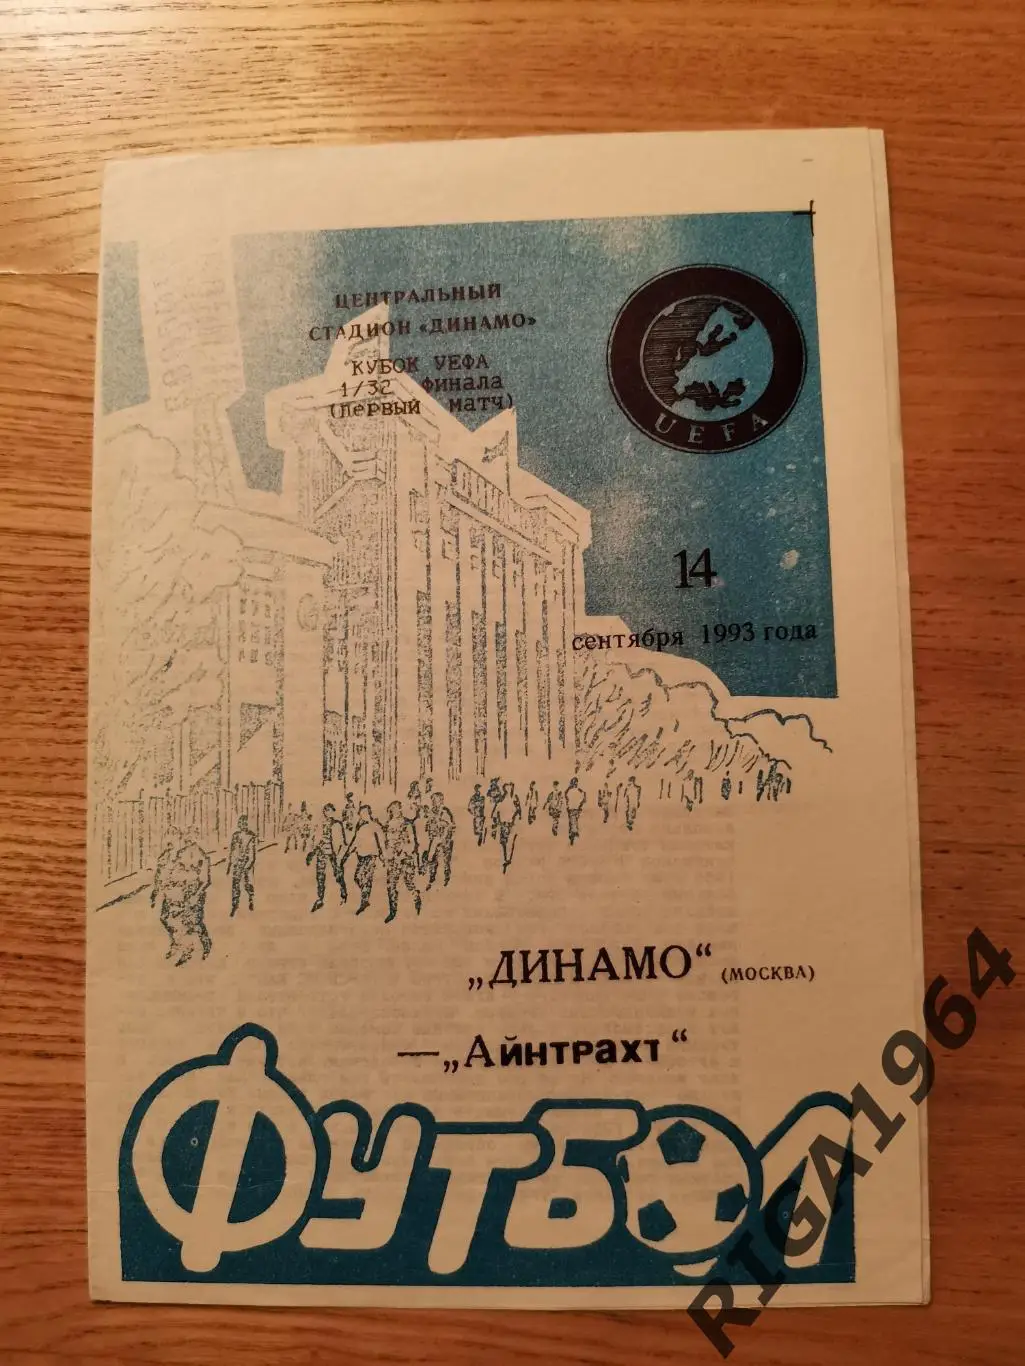 ЦЕНТРАЛЬНЫЙ
СТАДИОН «ДИНАМО»
КУБОК УЕФА
1/32 финала
(первый матч)
UEFA
14
сентября 1993 года
„ДИНАМО“ (МОСКВА)
—„Айнтрахт“
ФУТБОЛ
RIGA1964